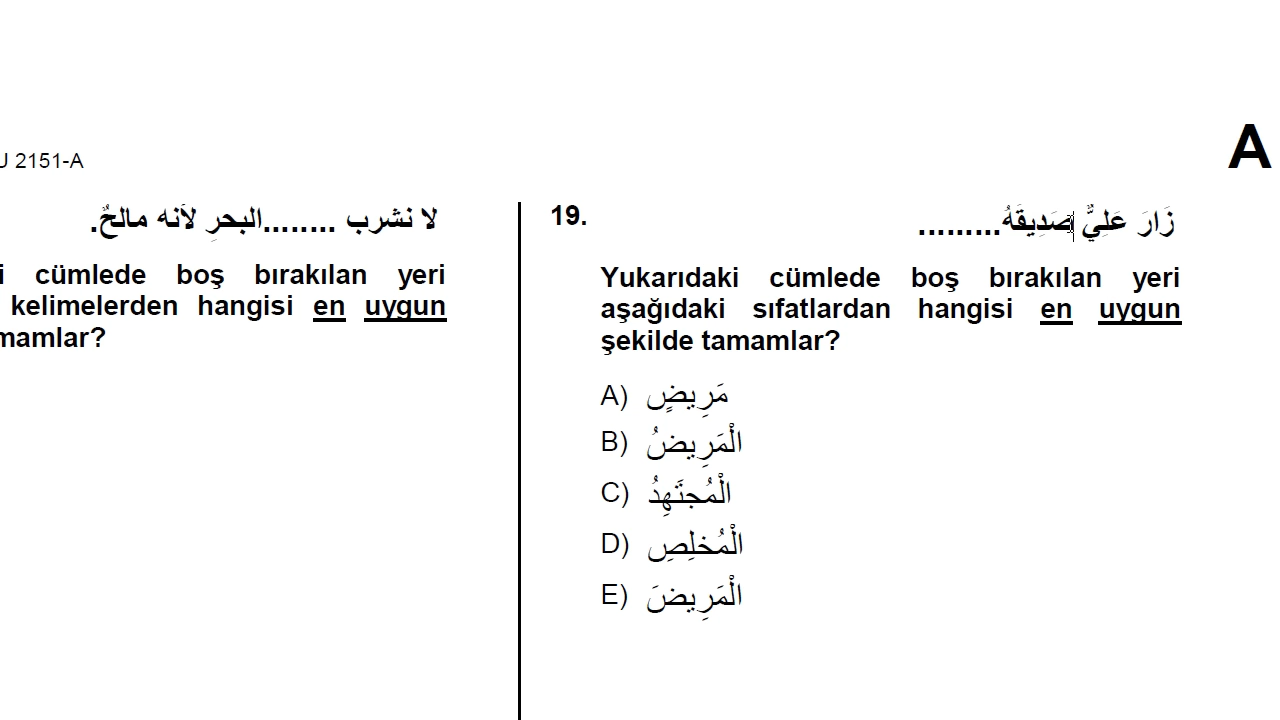 U 2151-A
A
لا نشرب ........البحرِ لأنه مالحٌ.
i cümlede boş bırakılan yeri
kelimelerden hangisi en uygun
mamlar?
19.
زَارَ عَلِيٌّ صَدِيقَهُ.........
Yukarıdaki cümlede boş bırakılan yeri
aşağıdaki sıfatlardan hangisi en uygun
şekilde tamamlar?
A) مَرِيضٍ
B) الْمَرِيضُ
C) الْمُجتَهِدُ
D) الْمُخلِصِ
E) الْمَرِيضَ